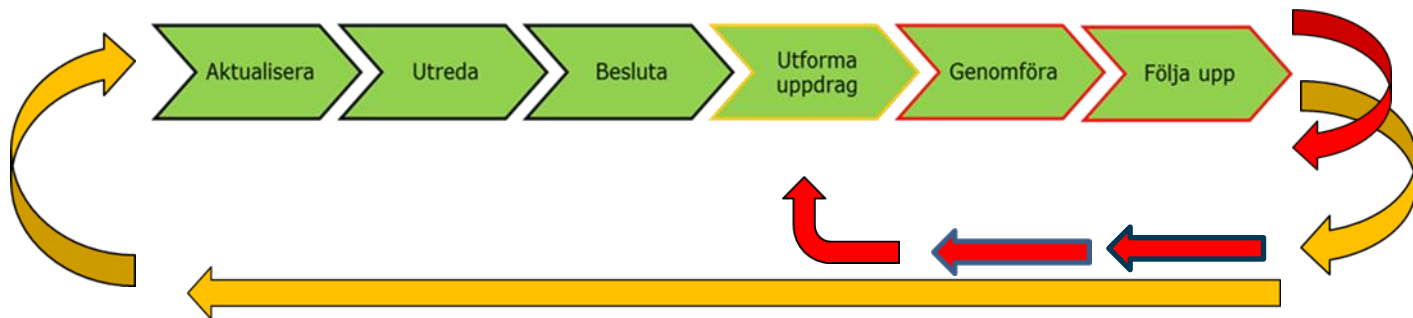 Aktualisera
Utreda
Besluta
Utforma
uppdrag
Genomföra
Följa upp